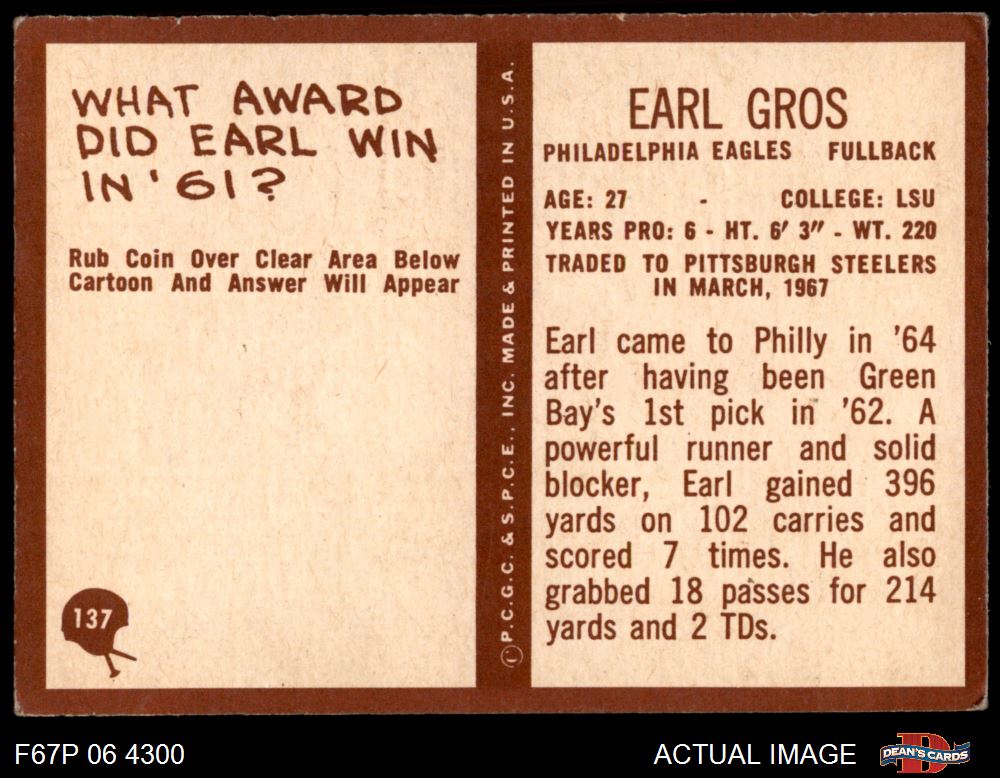 WHAT AWARD
DID EARL WIN
IN '61?
Rub Coin Over Clear Area Below
Cartoon And Answer Will Appear
137
© P.C.G.C. & S.P.C.E., INC. MADE & PRINTED IN U.S.A.
EARL GROS
PHILADELPHIA EAGLES FULLBACK
AGE: 27 - COLLEGE: LSU
YEARS PRO: 6 - HT. 6' 3" - WT. 220
TRADED TO PITTSBURGH STEELERS
IN MARCH, 1967
Earl came to Philly in '64
after having been Green
Bay's 1st pick in '62. A
powerful runner and solid
blocker, Earl gained 396
yards on 102 carries and
scored 7 times. He also
grabbed 18 passes for 214
yards and 2 TDs.
F67P 06 4300
ACTUAL IMAGE
D
DEAN'S CARDS